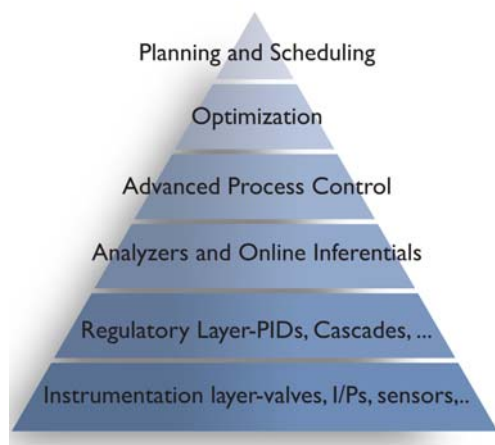 Planning and Scheduling
Optimization
Advanced Process Control
Analyzers and Online Inferentials
Regulatory Layer-PIDs, Cascades, ...
Instrumentation layer-valves, I/Ps, sensors,..